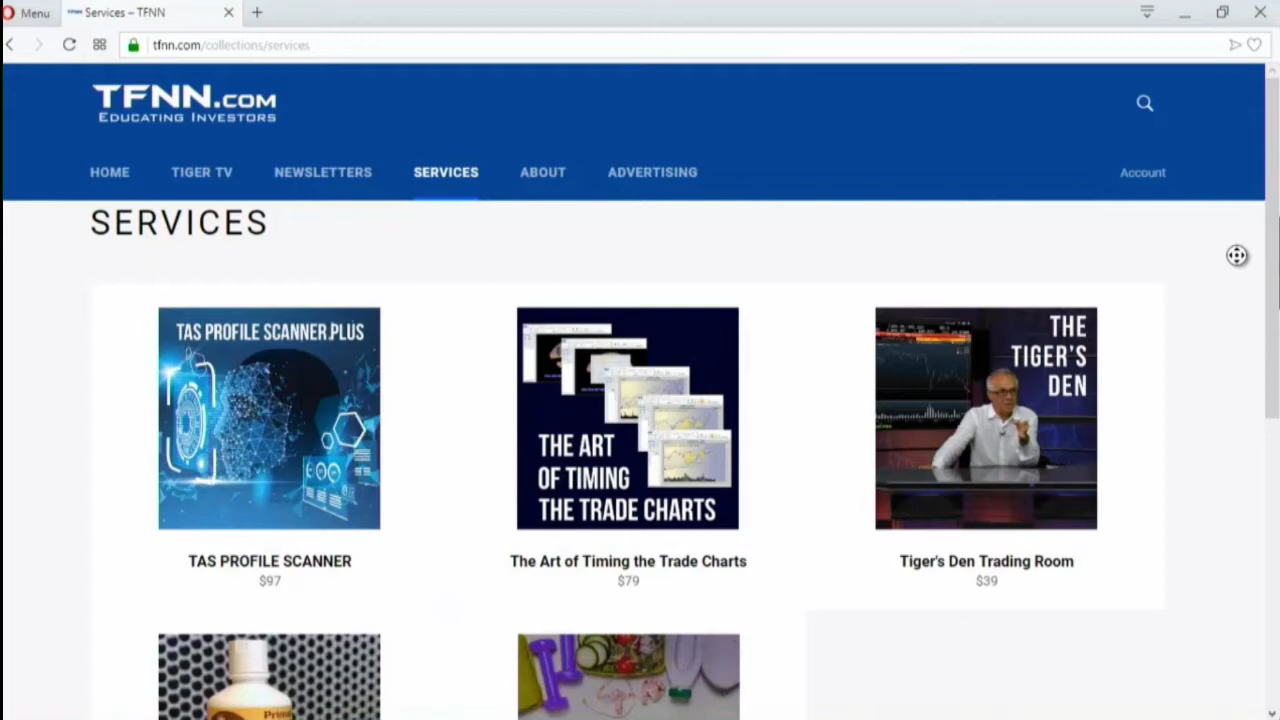 Menu
Services – TFNN
tfnn.com/collections/services
TFNN.COM
EDUCATING INVESTORS
HOME
TIGER TV
NEWSLETTERS
SERVICES
ABOUT
ADVERTISING
Account
SERVICES
TAS PROFILE SCANNER PLUS
THE ART
OF TIMING
THE TRADE CHARTS
THE
TIGER'S
DEN
TAS PROFILE SCANNER
$97
The Art of Timing the Trade Charts
$79
Tiger's Den Trading Room
$39